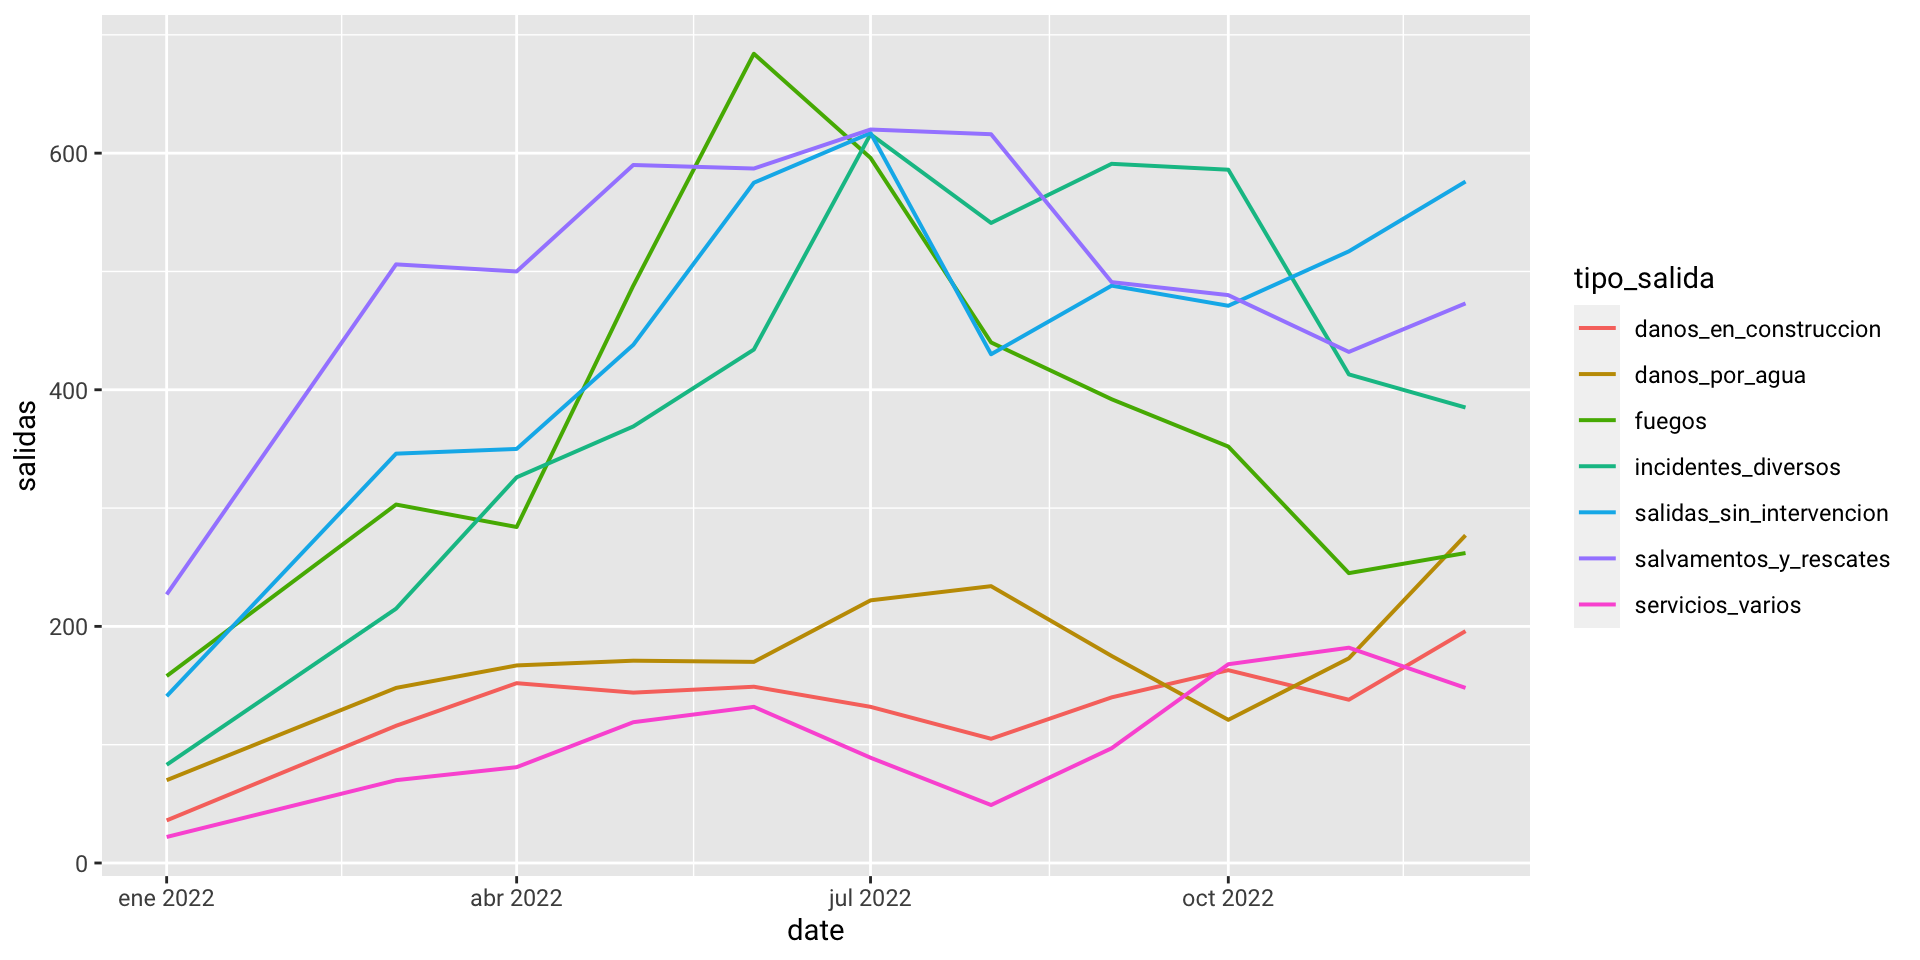 salidas
600
400
200
0
ene 2022
abr 2022
jul 2022
oct 2022
date
tipo_salida
danos_en_construccion
danos_por_agua
fuegos
incidentes_diversos
salidas_sin_intervencion
salvamentos_y_rescates
servicios_varios